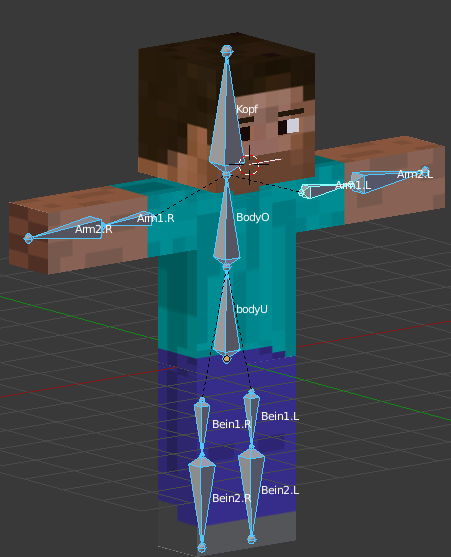 Kopf
Arm2.L
Arm1.L
Arm1.R
Arm2.R
BodyO
bodyU
Bein1.L
Bein1.R
Bein2.L
Bein2.R